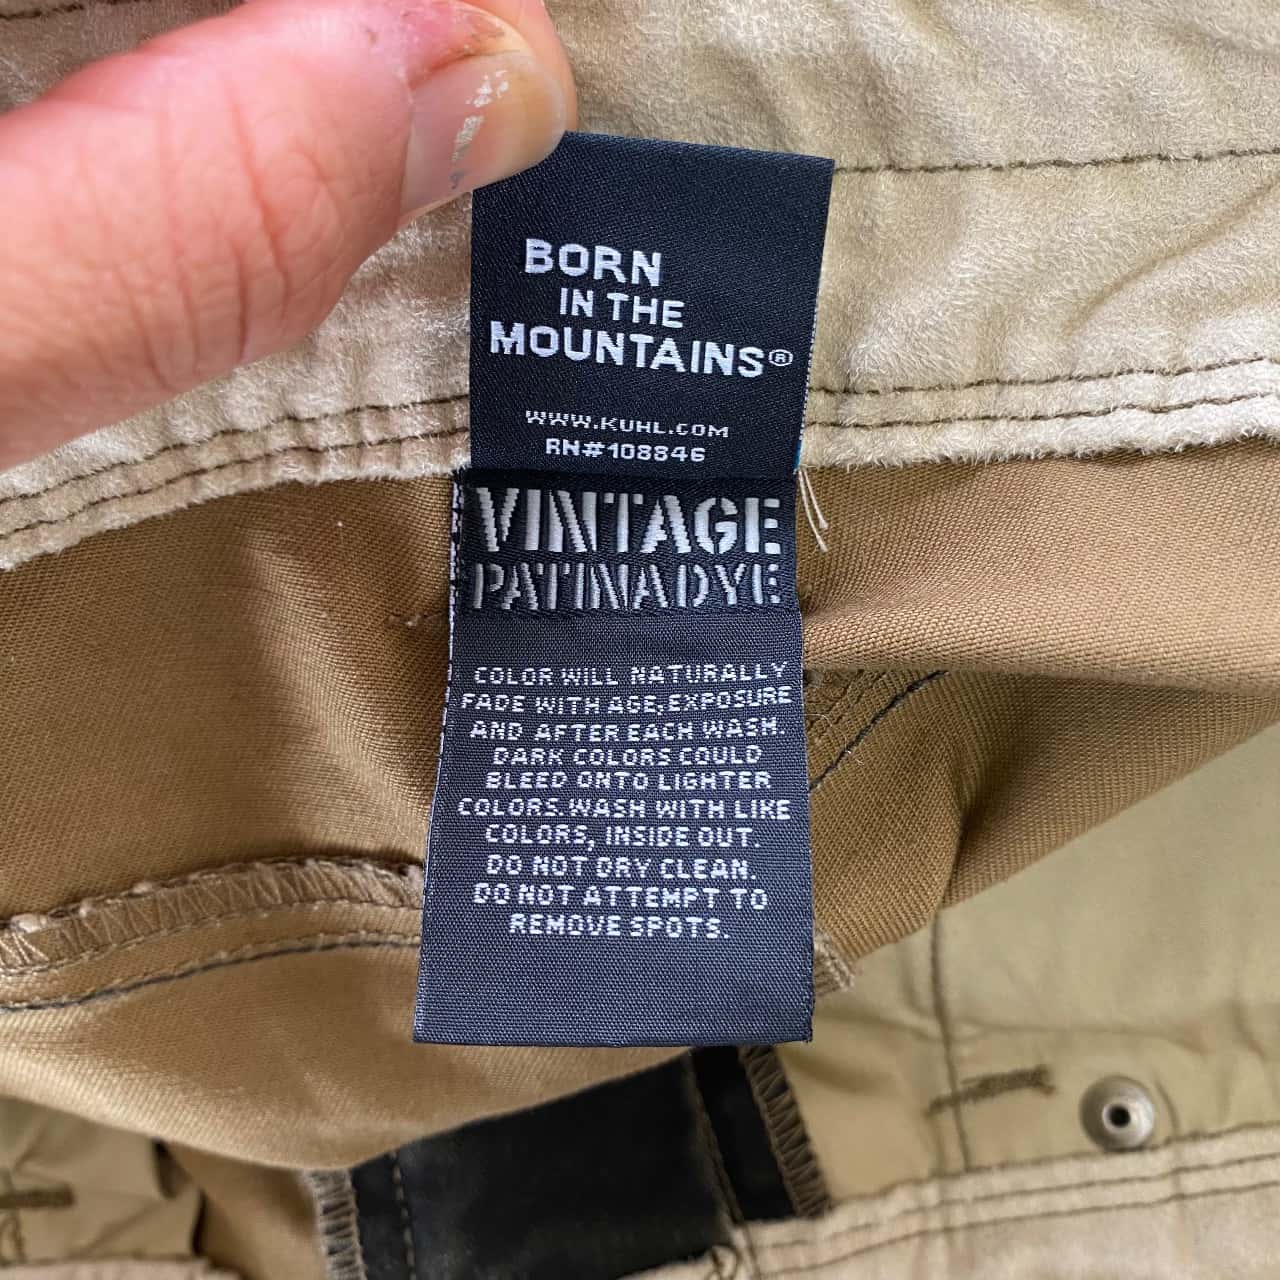 BORN
IN THE
MOUNTAINS®
WWW.KUHL.COM
RN#108846
VINTAGE
PATINA DYE
COLOR WILL NATURALLY
FADE WITH AGE, EXPOSURE
AND AFTER EACH WASH.
DARK COLORS COULD
BLEED ONTO LIGHTER
COLORS. WASH WITH LIKE
COLORS, INSIDE OUT.
DO NOT DRY CLEAN.
DO NOT ATTEMPT TO
REMOVE SPOTS.